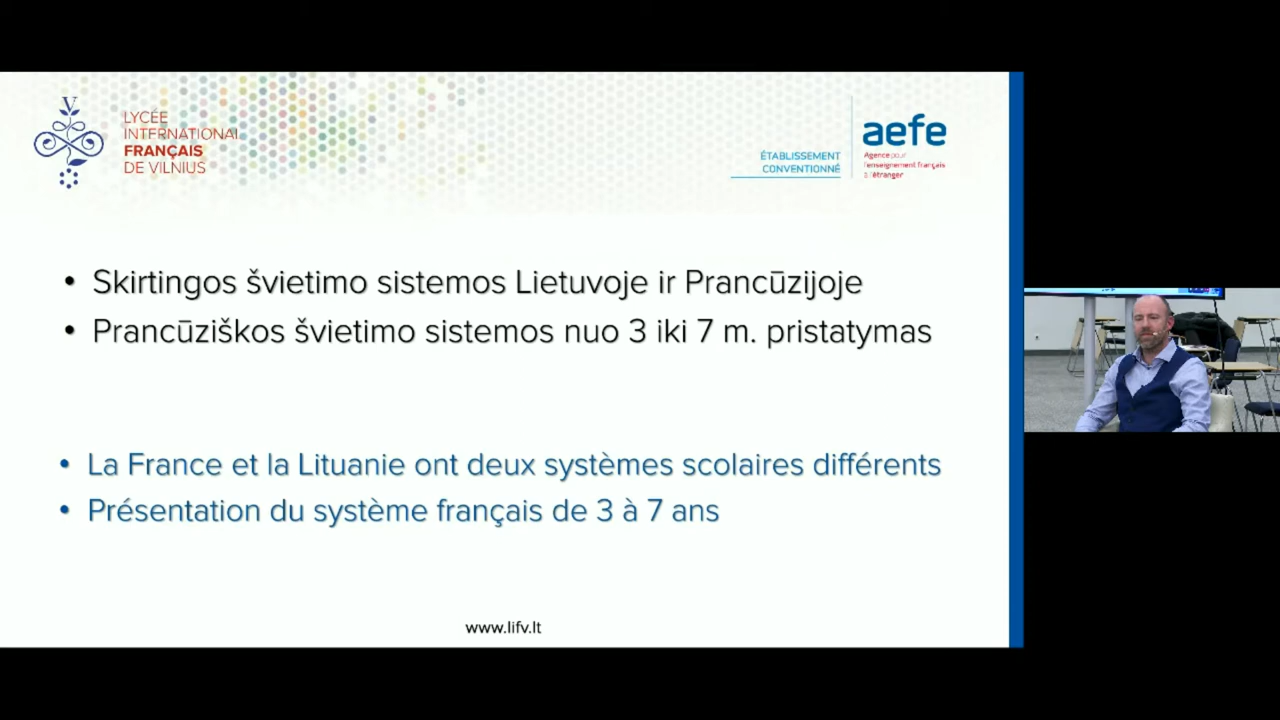 V
LYCÉE
INTERNATIONAL
FRANÇAIS
DE VILNIUS
ÉTABLISSEMENT
CONVENTIONNÉ
aefe
Agence pour
l'enseignement français
à l'étranger
• Skirtingos švietimo sistemos Lietuvoje ir Prancūzijoje
• Prancūziškos švietimo sistemos nuo 3 iki 7 m. pristatymas
• La France et la Lituanie ont deux systèmes scolaires différents
• Présentation du système français de 3 à 7 ans
www.lifv.lt